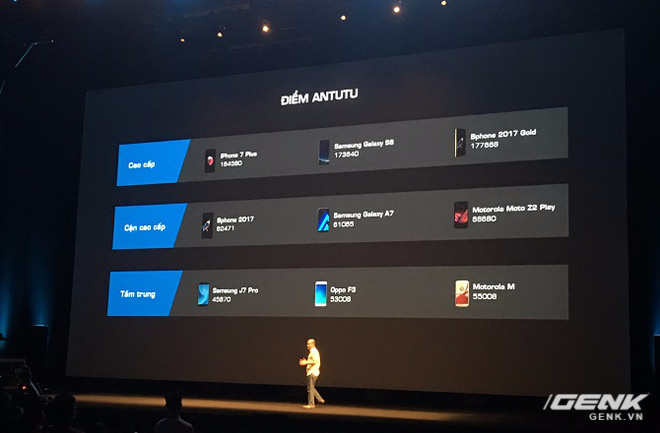 ĐIỂM ANTUTU
Cao cấp
iPhone 7 Plus
164360
Samsung Galaxy S8
173640
Bphone 2017 Gold
177668
Cận cao cấp
Bphone 2017
62471
Samsung Galaxy A7
61065
Motorola Moto Z2 Play
68680
Tầm trung
Samsung J7 Pro
45870
Oppo F3
53008
Motorola M
55008
GENK
GENK.VN